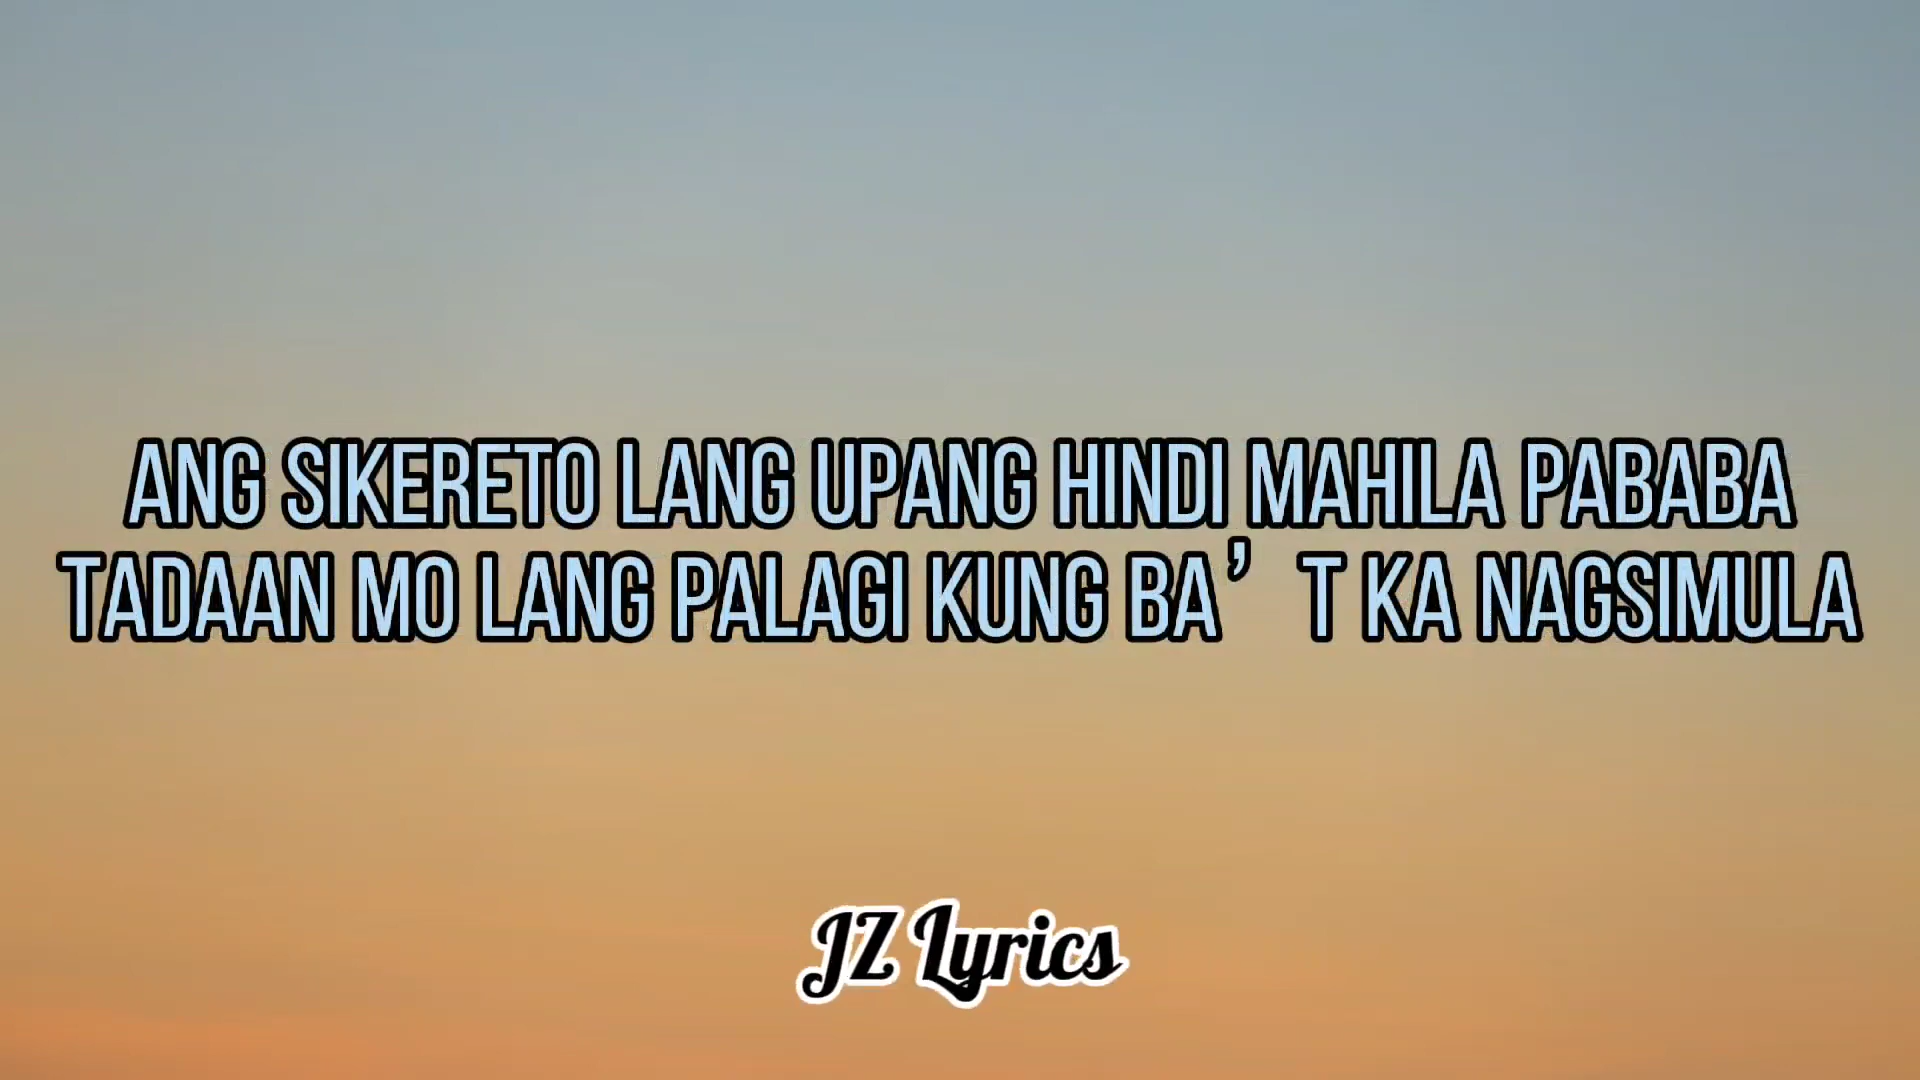 ANG SIKERETO LANG UPANG HINDI MAHILA PABABA
TADAAN MO LANG PALAGI KUNG BA’T KA NAGSIMULA
JZ Lyrics